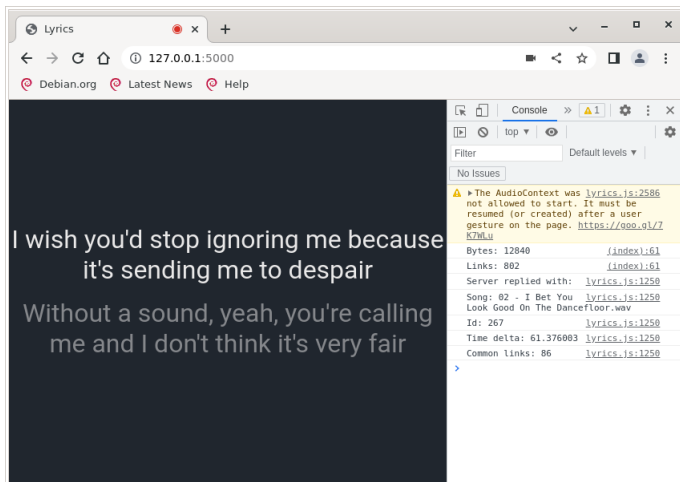 Lyrics
127.0.0.1:5000
Debian.org Latest News Help
Console » 1
top
Filter Default levels
No Issues
The AudioContext was lyrics.js:2586
not allowed to start. It must be
resumed (or created) after a user
gesture on the page. https://goo.gl/7
K7WLu
Bytes: 12840 (index):61
Links: 802 (index):61
Server replied with: lyrics.js:1250
Song: 02 - I Bet You lyrics.js:1250
Look Good On The Dancefloor.wav
Id: 267 lyrics.js:1250
Time delta: 61.376003 lyrics.js:1250
Common links: 86 lyrics.js:1250
I wish you'd stop ignoring me because
it's sending me to despair
Without a sound, yeah, you're calling
me and I don't think it's very fair